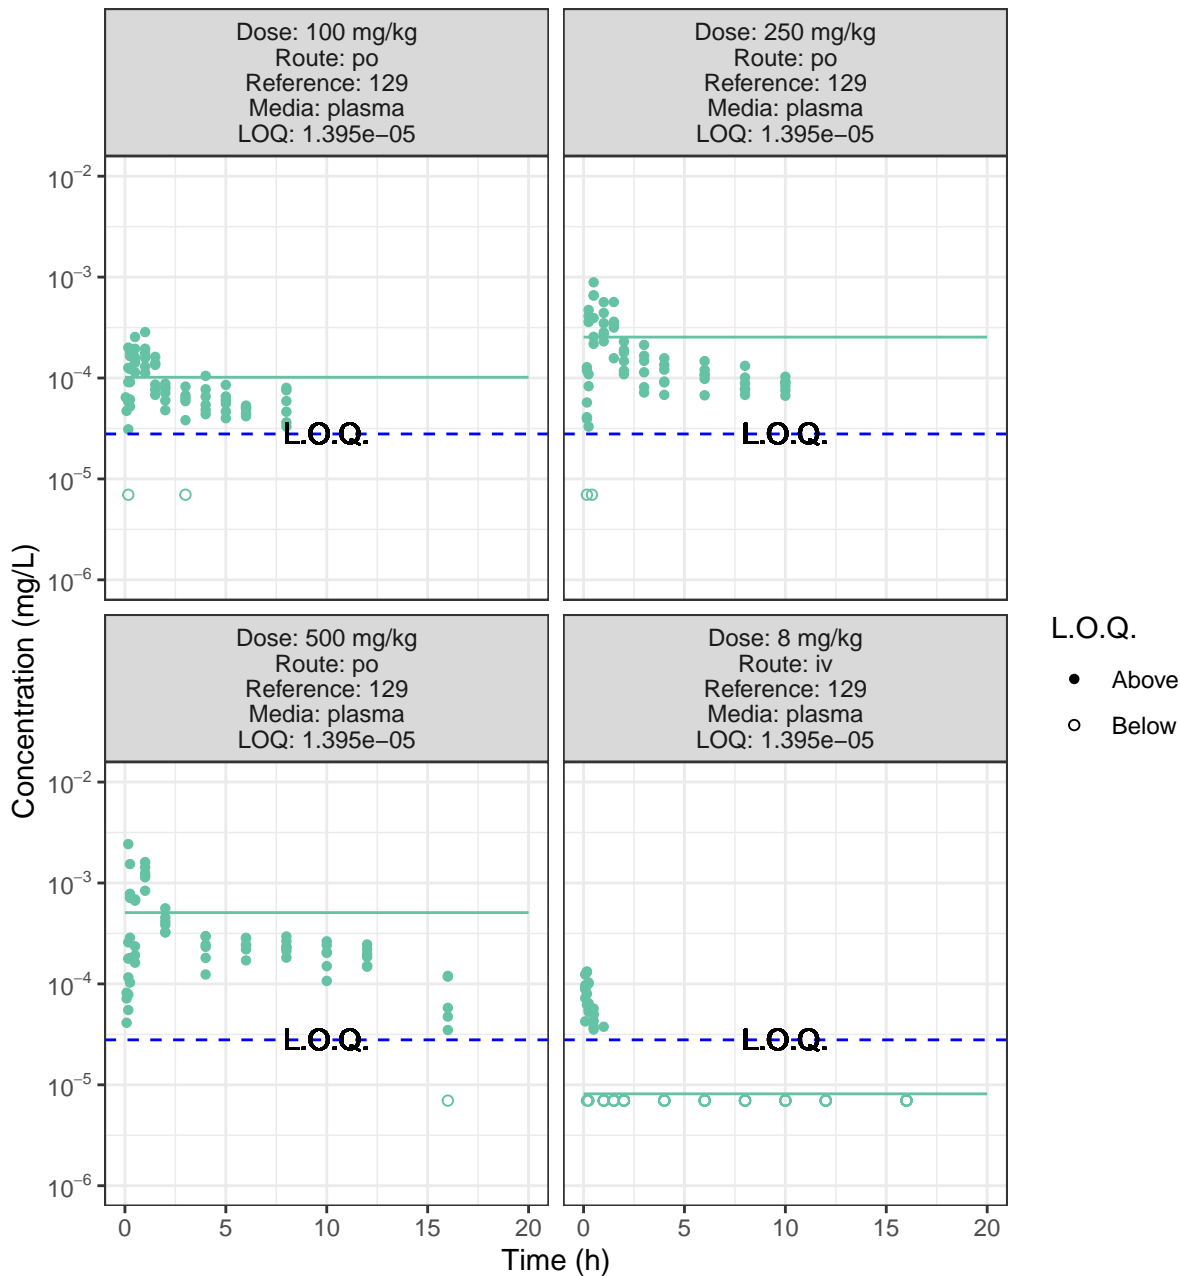 Dose: 100 mg/kg
Route: po
Reference: 129
Media: plasma
LOQ: 1.395e−05
Dose: 250 mg/kg
Route: po
Reference: 129
Media: plasma
LOQ: 1.395e−05
10−2
10−3
10−4
10−5
10−6
L.O.Q.
L.O.Q.
Dose: 500 mg/kg
Route: po
Reference: 129
Media: plasma
LOQ: 1.395e−05
Dose: 8 mg/kg
Route: iv
Reference: 129
Media: plasma
LOQ: 1.395e−05
10−2
10−3
10−4
10−5
10−6
L.O.Q.
L.O.Q.
0 5 10 15 20
0 5 10 15 20
Time (h)
Concentration (mg/L)
L.O.Q.
Above
Below